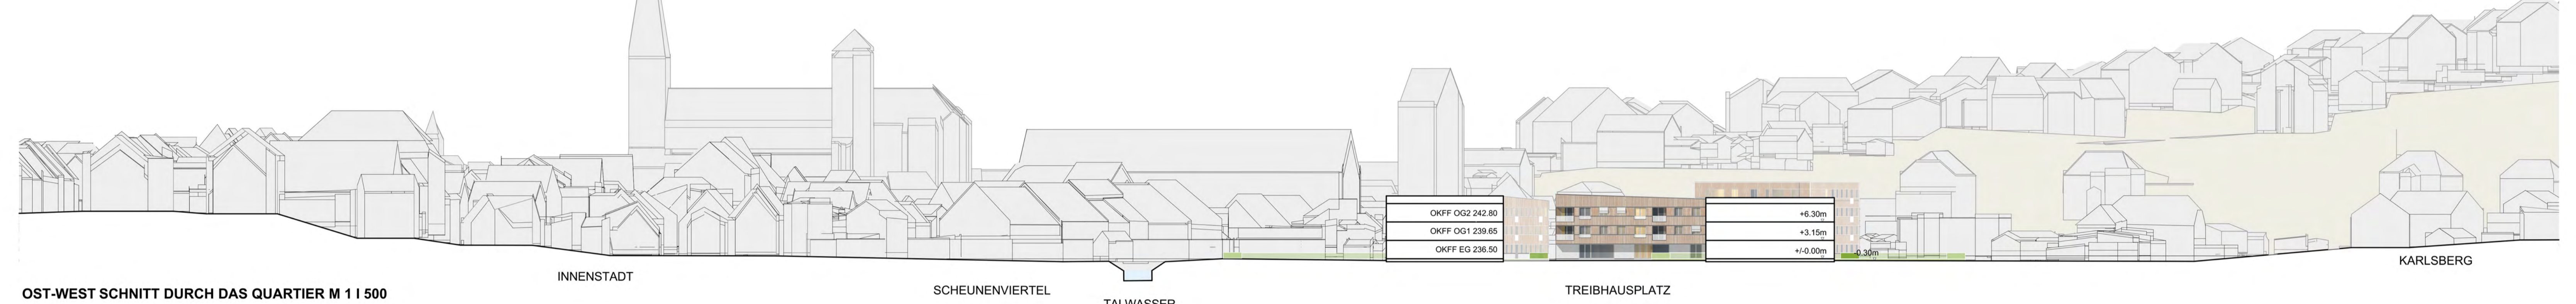 OKFF OG2 242.80
OKFF OG1 239.65
OKFF EG 236.50
+6.30m
+3.15m
+/-0.00m
-0.30m
INNENSTADT
SCHEUNENVIERTEL
TALWASSER
TREIBHAUSPLATZ
KARLSBERG
OST-WEST SCHNITT DURCH DAS QUARTIER M 1 I 500